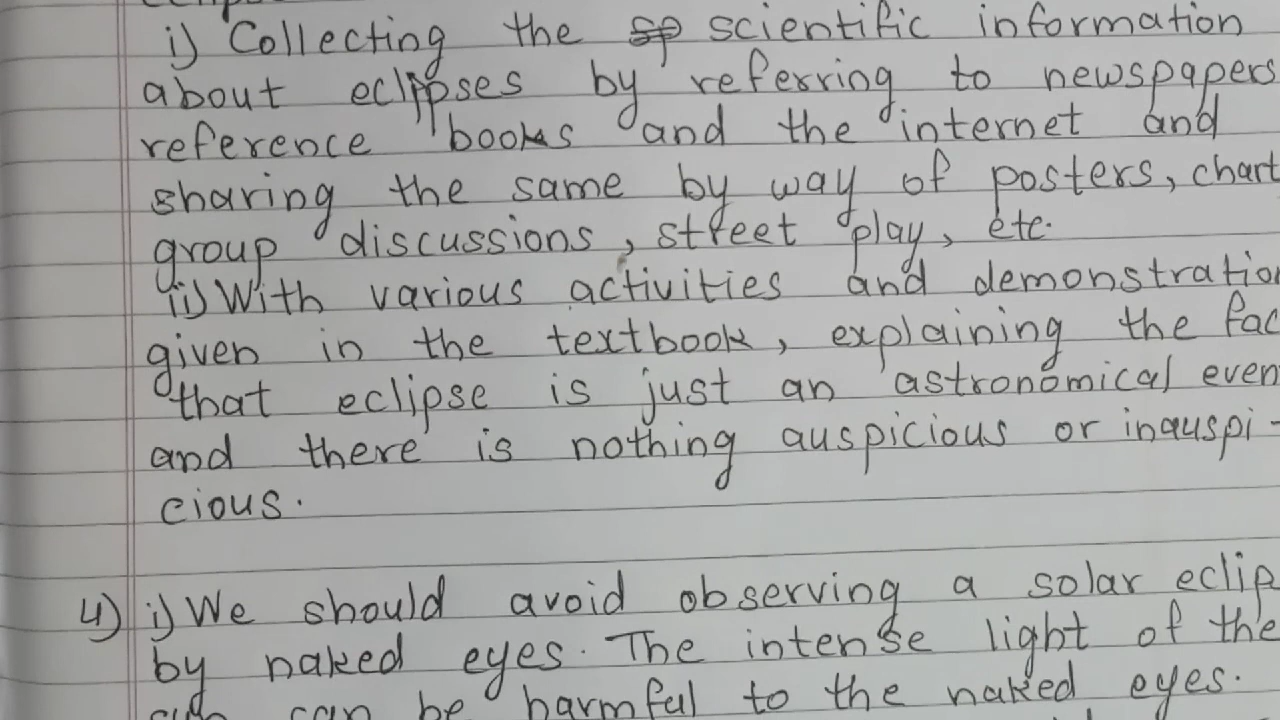 i) Collecting the sp scientific information
about eclipses by referring to newspapers
reference books and the internet and
sharing the same by way of posters, chart
group discussions, street play, etc.
ii) With various activities and demonstratio
given in the textbook, explaining the fac
that eclipse is just an astronomical even
and there is nothing auspicious or inauspi-
cious.
4) i) We should avoid observing a solar eclip
by naked eyes. The intense light of the
can be harmful to the naked eyes.